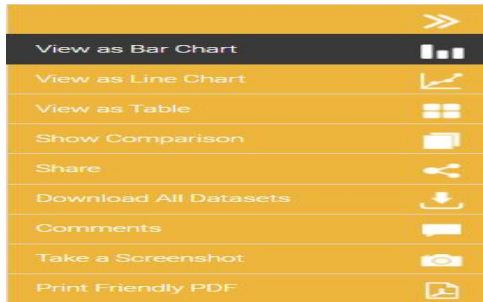 View as Bar Chart
View as Line Chart
View as Table
Show Comparison
Share
Download All Datasets
Comments
Take a Screenshot
Print Friendly PDF